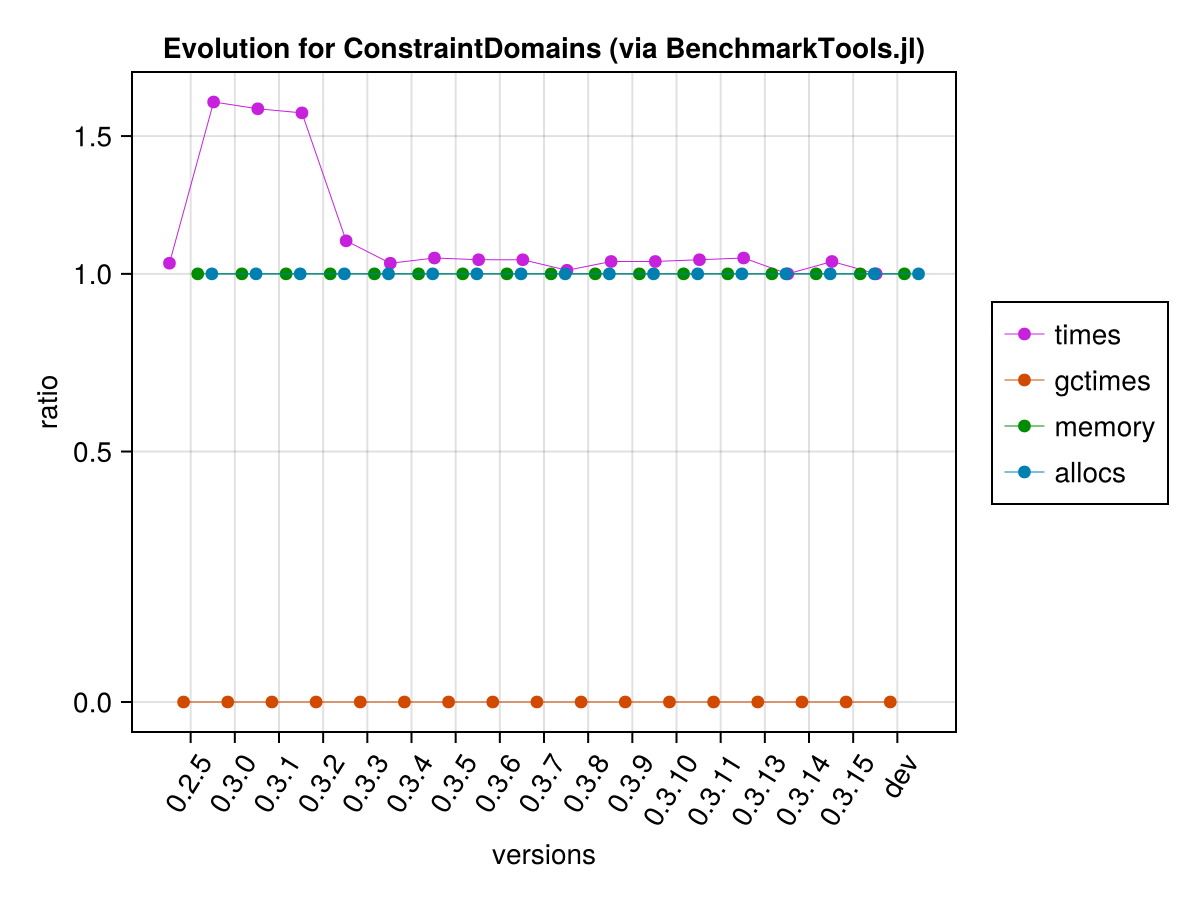 Evolution for ConstraintDomains (via BenchmarkTools.jl)
1.5
1.0
0.5
0.0
ratio
0.2.5
0.3.0
0.3.1
0.3.2
0.3.3
0.3.4
0.3.5
0.3.6
0.3.7
0.3.8
0.3.9
0.3.10
0.3.11
0.3.13
0.3.14
0.3.15
dev
versions
times
gctimes
memory
allocs